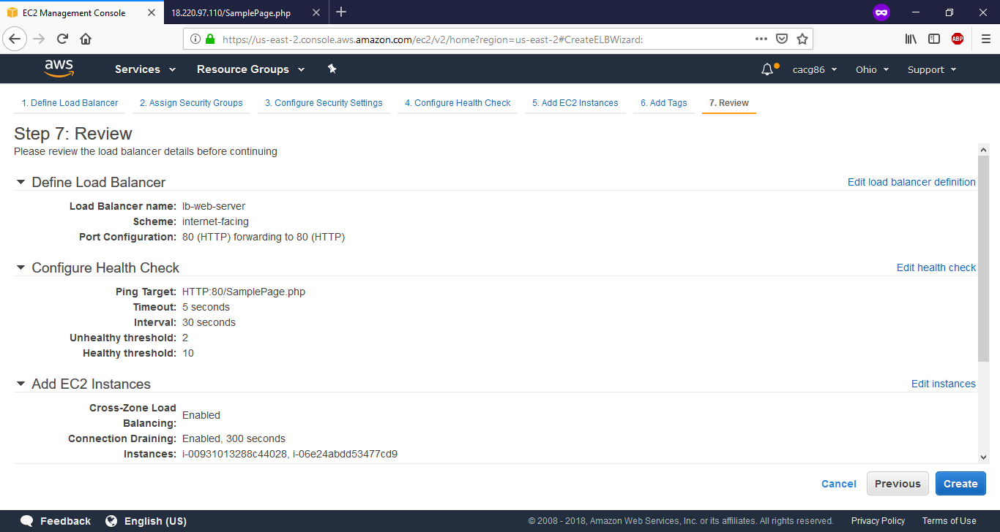 EC2 Management Console
18.220.97.110/SamplePage.php
https://us-east-2.console.aws.amazon.com/ec2/v2/home?region=us-east-2#CreateELBWizard:
ABP
aws
Services
Resource Groups
cacg86
Ohio
Support
1. Define Load Balancer
2. Assign Security Groups
3. Configure Security Settings
4. Configure Health Check
5. Add EC2 Instances
6. Add Tags
7. Review
Step 7: Review
Please review the load balancer details before continuing
Define Load Balancer
Edit load balancer definition
Load Balancer name: lb-web-server
Scheme: internet-facing
Port Configuration: 80 (HTTP) forwarding to 80 (HTTP)
Configure Health Check
Edit health check
Ping Target: HTTP:80/SamplePage.php
Timeout: 5 seconds
Interval: 30 seconds
Unhealthy threshold: 2
Healthy threshold: 10
Add EC2 Instances
Edit instances
Cross-Zone Load
Balancing: Enabled
Connection Draining: Enabled, 300 seconds
Instances: i-00931013288c44028, i-06e24abdd53477cd9
Cancel
Previous
Create
Feedback
English (US)
© 2008 - 2018, Amazon Web Services, Inc. or its affiliates. All rights reserved.
Privacy Policy
Terms of Use